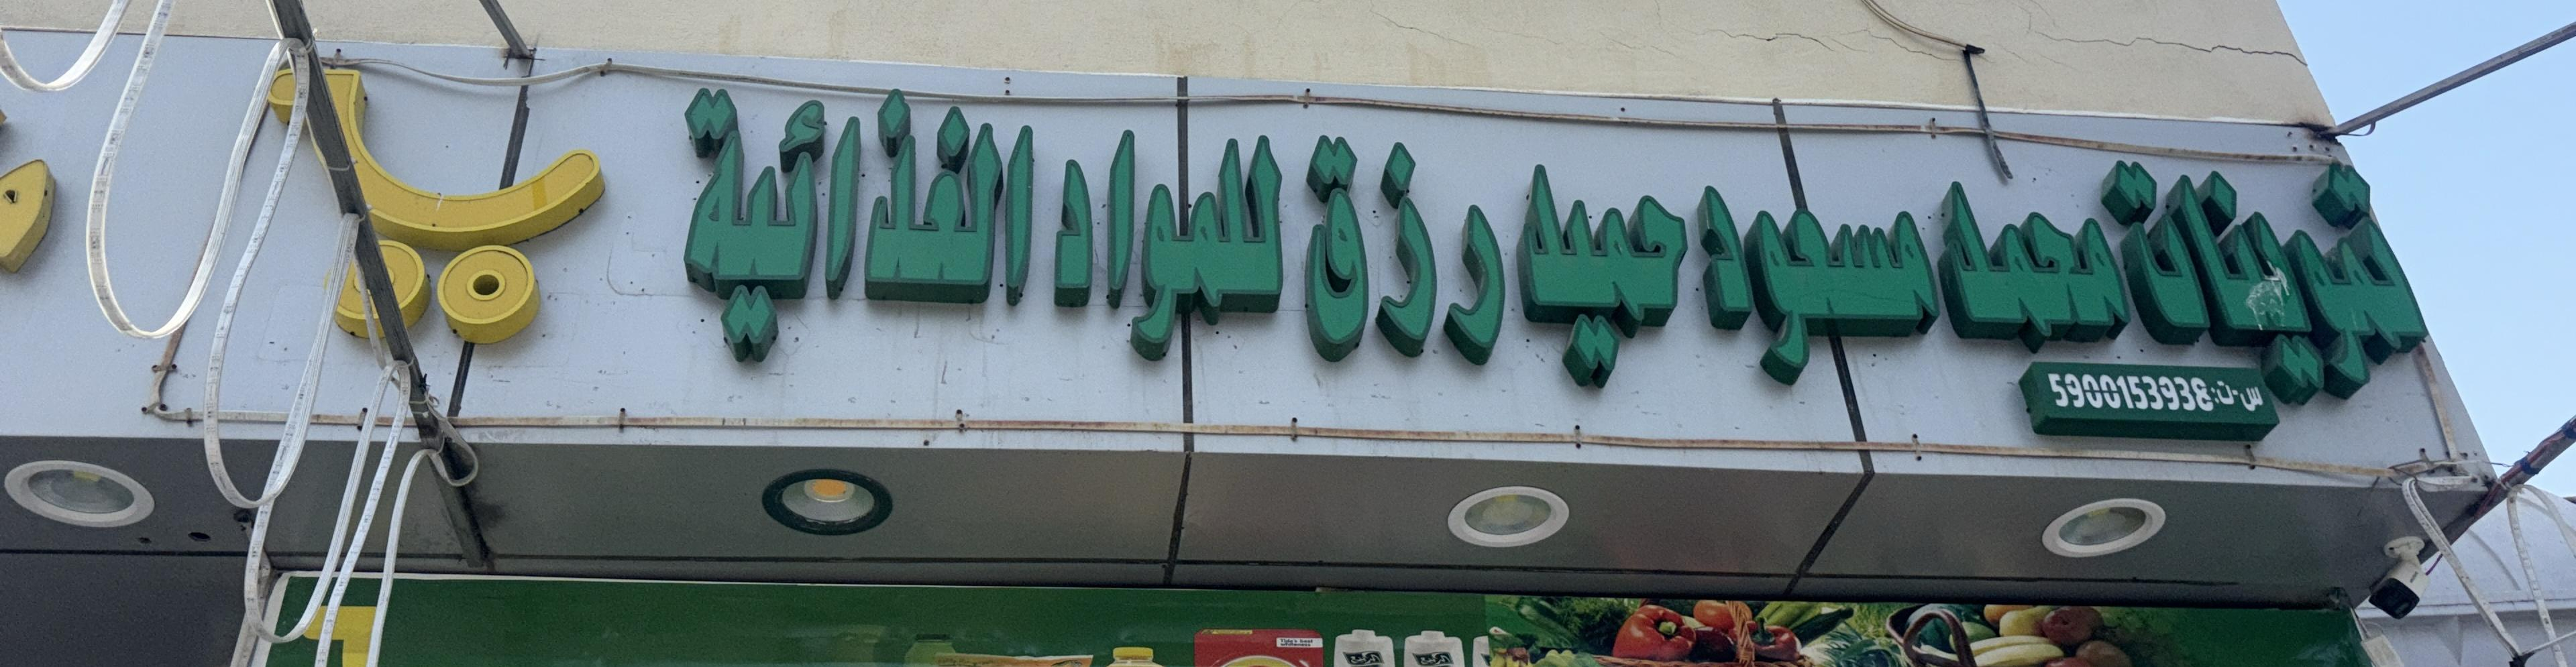 تموينات محمد مسعود حميد رزق للمواد الغذائية
س-ت: 5900153938